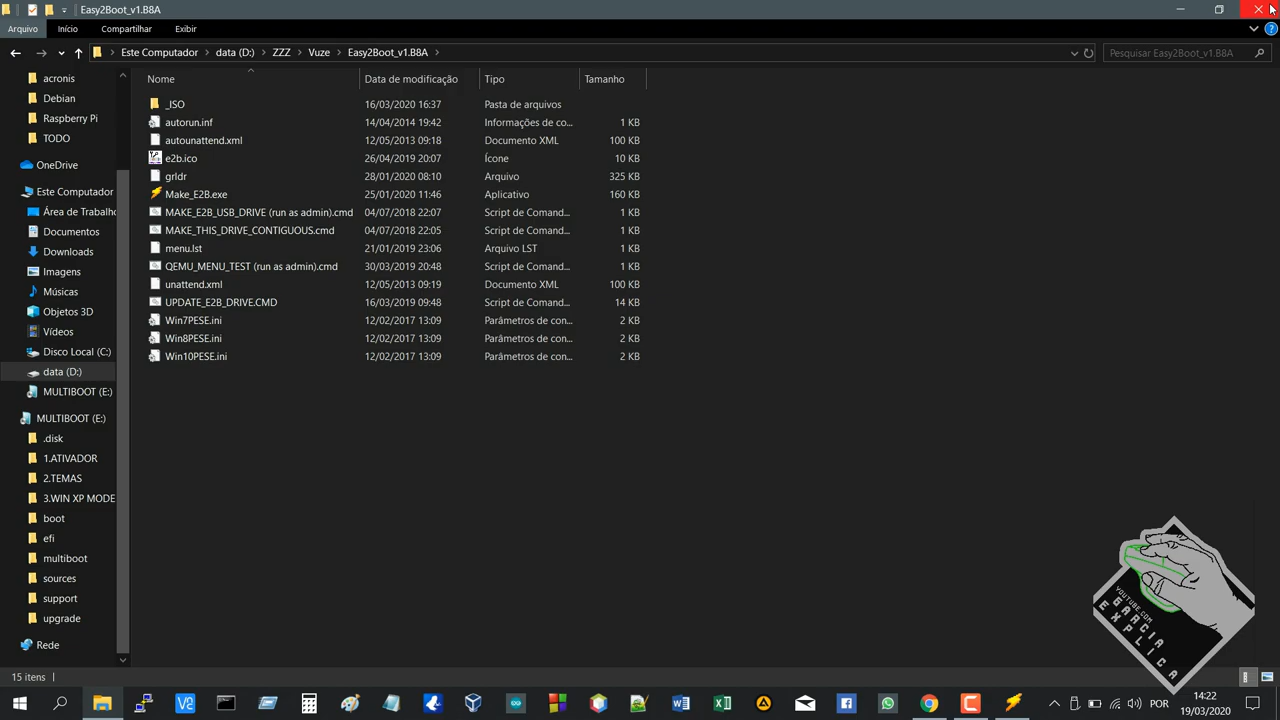 Easy2Boot_v1.B8A
Arquivo Início Compartilhar Exibir
Este Computador data (D:) ZZZ Vuze Easy2Boot_v1.B8A
Pesquisar Easy2Boot_v1.B8A
Nome Data de modificação Tipo Tamanho
_ISO 16/03/2020 16:37 Pasta de arquivos
autorun.inf 14/04/2014 19:42 Informações de co... 1 KB
autounattend.xml 12/05/2013 09:18 Documento XML 100 KB
e2b.ico 26/04/2019 20:07 Ícone 10 KB
grldr 28/01/2020 08:10 Arquivo 325 KB
Make_E2B.exe 25/01/2020 11:46 Aplicativo 160 KB
MAKE_E2B_USB_DRIVE (run as admin).cmd 04/07/2018 22:07 Script de Comand... 1 KB
MAKE_THIS_DRIVE_CONTIGUOUS.cmd 04/07/2018 22:05 Script de Comand... 1 KB
menu.lst 21/01/2019 23:06 Arquivo LST 1 KB
QEMU_MENU_TEST (run as admin).cmd 30/03/2019 20:48 Script de Comand... 1 KB
unattend.xml 12/05/2013 09:19 Documento XML 100 KB
UPDATE_E2B_DRIVE.CMD 16/03/2019 09:48 Script de Comand... 14 KB
Win7PESE.ini 12/02/2017 13:09 Parâmetros de con... 2 KB
Win8PESE.ini 12/02/2017 13:09 Parâmetros de con... 2 KB
Win10PESE.ini 12/02/2017 13:09 Parâmetros de con... 2 KB
acronis
Debian
Raspberry Pi
TODO
OneDrive
Este Computador
Área de Trabalho
Documentos
Downloads
Imagens
Músicas
Objetos 3D
Vídeos
Disco Local (C:)
data (D:)
MULTIBOOT (E:)
MULTIBOOT (E:)
.disk
1.ATIVADOR
2.TEMAS
3.WIN XP MODE
boot
efi
multiboot
sources
support
upgrade
Rede
YOUTUBE.COM
GARCIA
EXPLICA
15 itens
POR
14:22
19/03/2020